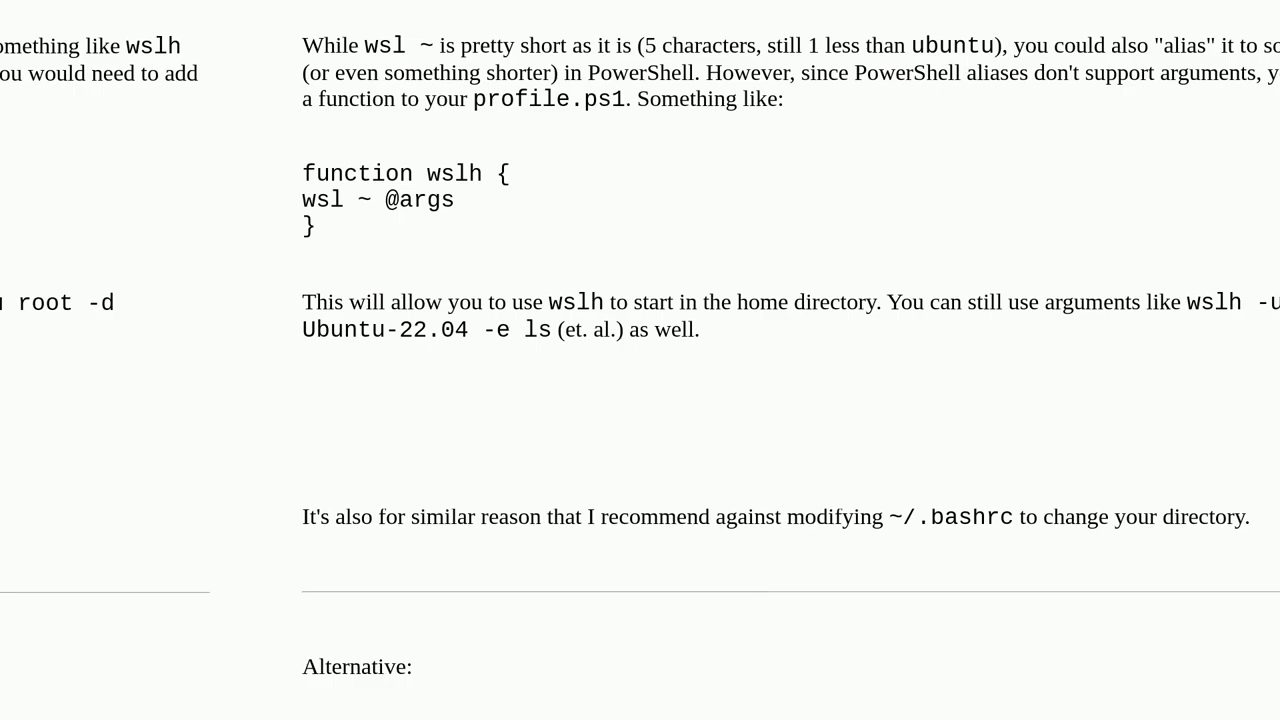 omething like wslh
ou would need to add
root -d
While wsl ~ is pretty short as it is (5 characters, still 1 less than ubuntu), you could also "alias" it to so
(or even something shorter) in PowerShell. However, since PowerShell aliases don't support arguments, y
a function to your profile.ps1. Something like:
function wslh {
wsl ~ @args
}
This will allow you to use wslh to start in the home directory. You can still use arguments like wslh -u
Ubuntu-22.04 -e ls (et. al.) as well.
It's also for similar reason that I recommend against modifying ~/.bashrc to change your directory.
Alternative: